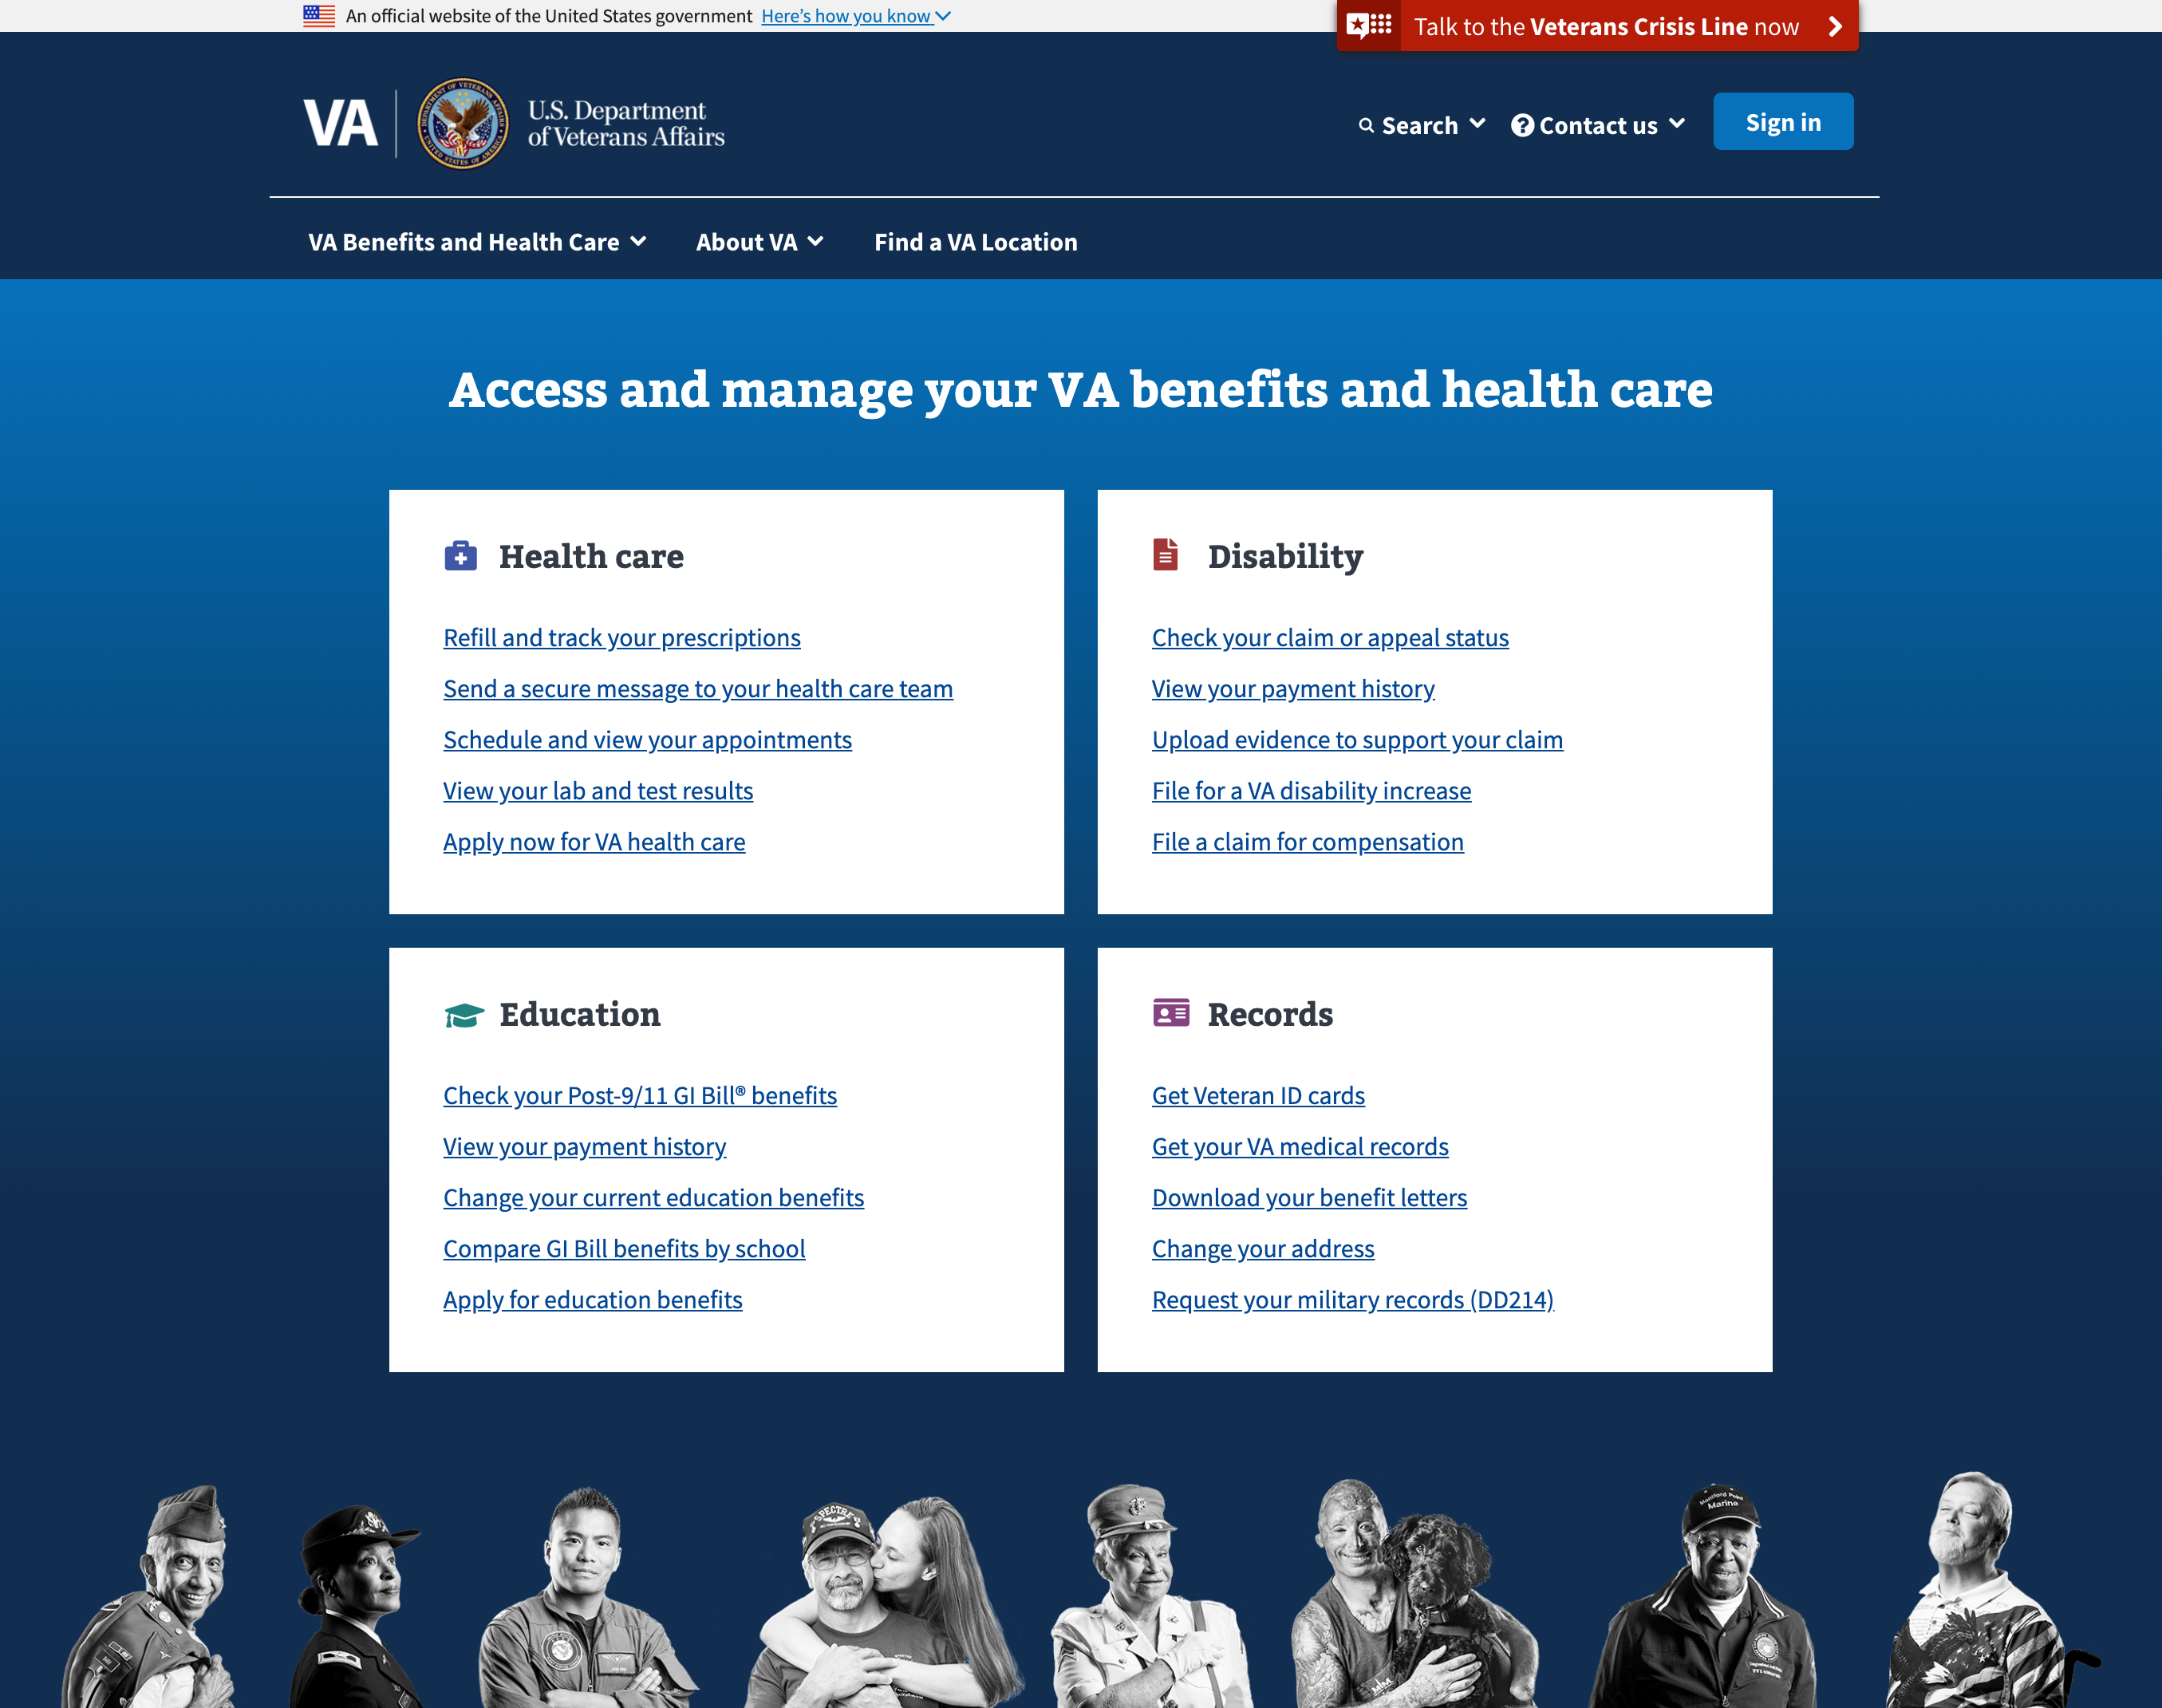 An official website of the United States government Here's how you know
Talk to the Veterans Crisis Line now
VA
U.S. Department
of Veterans Affairs
Search
Contact us
Sign in
VA Benefits and Health Care
About VA
Find a VA Location
Access and manage your VA benefits and health care
Health care
Refill and track your prescriptions
Send a secure message to your health care team
Schedule and view your appointments
View your lab and test results
Apply now for VA health care
Disability
Check your claim or appeal status
View your payment history
Upload evidence to support your claim
File for a VA disability increase
File a claim for compensation
Education
Check your Post-9/11 GI Bill® benefits
View your payment history
Change your current education benefits
Compare GI Bill benefits by school
Apply for education benefits
Records
Get Veteran ID cards
Get your VA medical records
Download your benefit letters
Change your address
Request your military records (DD214)
SPECTRE
Montford Point
Marine